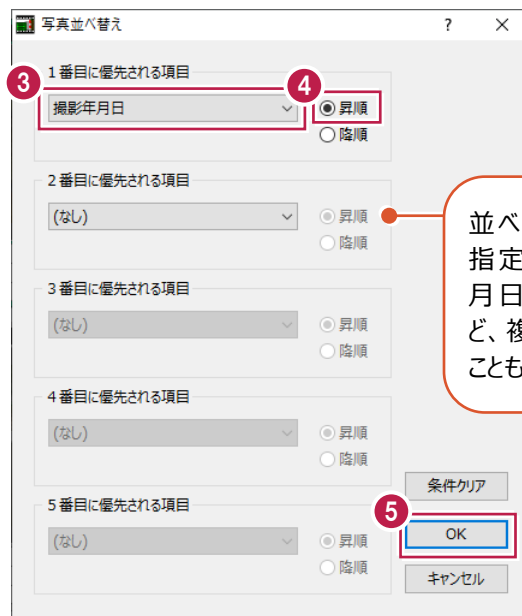 写真並べ替え
1番目に優先される項目
3
4
撮影年月日
昇順
降順
2番目に優先される項目
(なし)
昇順
降順
並べ
指定
月日
ど、複
ことも
3番目に優先される項目
(なし)
昇順
降順
4番目に優先される項目
(なし)
昇順
降順
条件クリア
5番目に優先される項目
5
(なし)
昇順
OK
降順
キャンセル